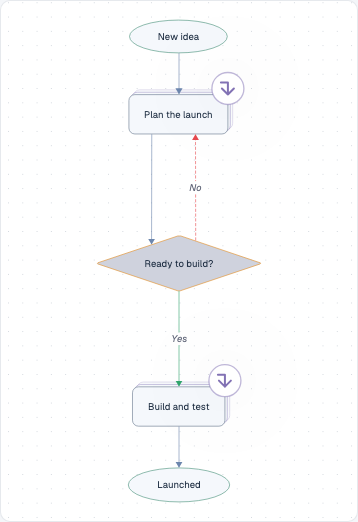 New idea
Plan the launch
No
Ready to build?
Yes
Build and test
Launched